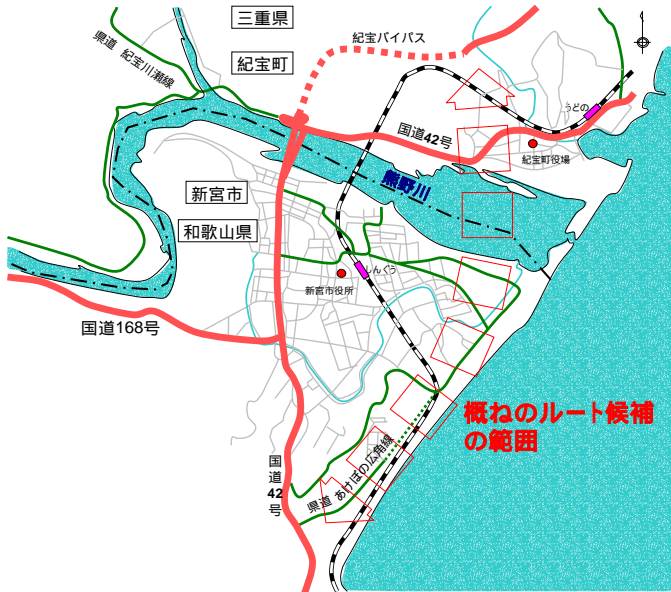 三重県
紀宝バイパス
県道 紀宝川瀬線
紀宝町
うどの
国道42号
紀宝町役場
熊野川
新宮市
和歌山県
しんぐう
新宮市役所
国道168号
概ねのルート候補
の範囲
国道42号
県道 あけぼの広角線